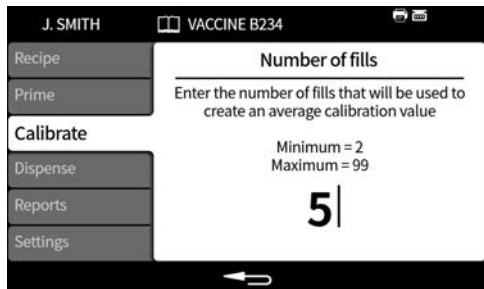 J. SMITH
VACCINE B234
Recipe
Prime
Calibrate
Dispense
Reports
Settings
Number of fills
Enter the number of fills that will be used to
create an average calibration value
Minimum = 2
Maximum = 99
5